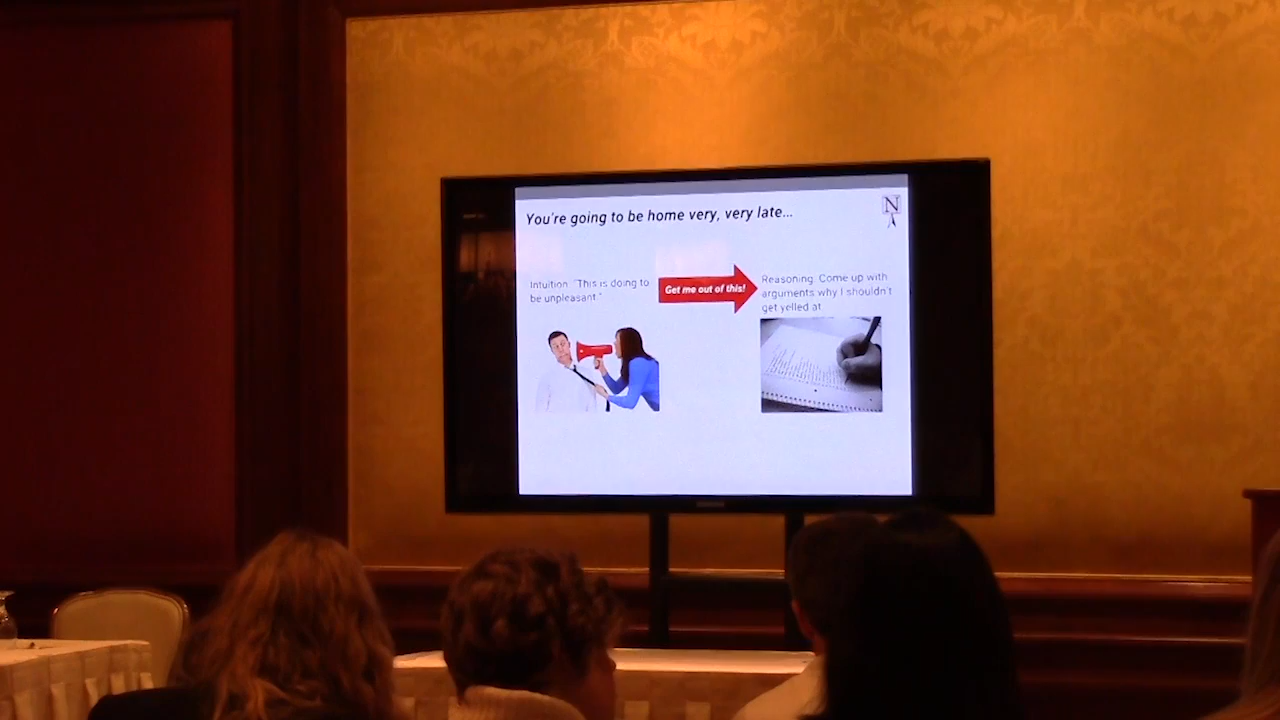 You're going to be home very, very late...
N
Intuition: "This is doing to
be unpleasant."
Get me out of this!
Reasoning: Come up with
arguments why I shouldn't
get yelled at